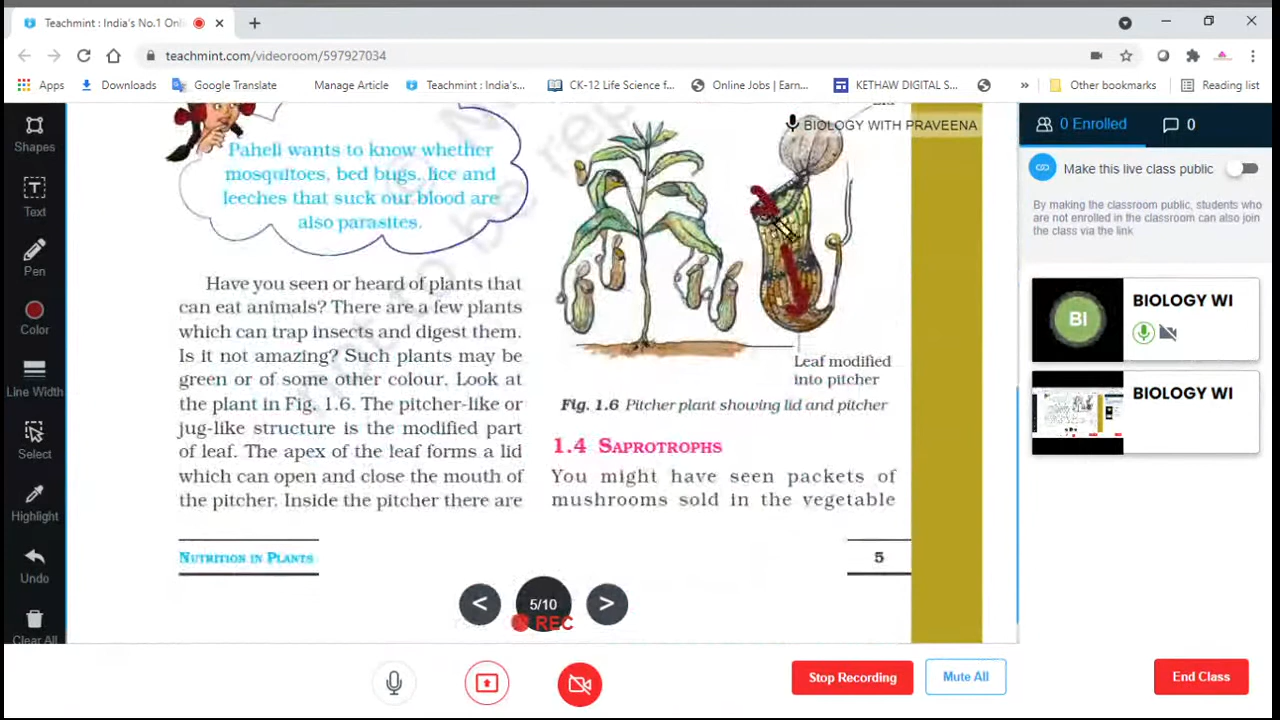 Teachmint : India's No.1 Onli
teachmint.com/videoroom/597927034
Apps
Downloads
Google Translate
Manage Article
Teachmint : India's...
CK-12 Life Science f...
Online Jobs | Earn...
KETHAW DIGITAL S...
»
Other bookmarks
Reading list
Shapes
Text
Pen
Color
Line Width
Select
Highlight
Undo
Clear All
Paheli wants to know whether
mosquitoes, bed bugs, lice and
leeches that suck our blood are
also parasites.
Have you seen or heard of plants that
can eat animals? There are a few plants
which can trap insects and digest them.
Is it not amazing? Such plants may be
green or of some other colour. Look at
the plant in Fig. 1.6. The pitcher-like or
jug-like structure is the modified part
of leaf. The apex of the leaf forms a lid
which can open and close the mouth of
the pitcher. Inside the pitcher there are
NUTRITION IN PLANTS
BIOLOGY WITH PRAVEENA
Leaf modified
into pitcher
Fig. 1.6 Pitcher plant showing lid and pitcher
1.4 SAPROTROPHS
You might have seen packets of
mushrooms sold in the vegetable
5
< 5/10 >
REC
Stop Recording
Mute All
End Class
0 Enrolled
0
Make this live class public
By making the classroom public, students who
are not enrolled in the classroom can also join
the class via the link
BI
BIOLOGY WI
BIOLOGY WI